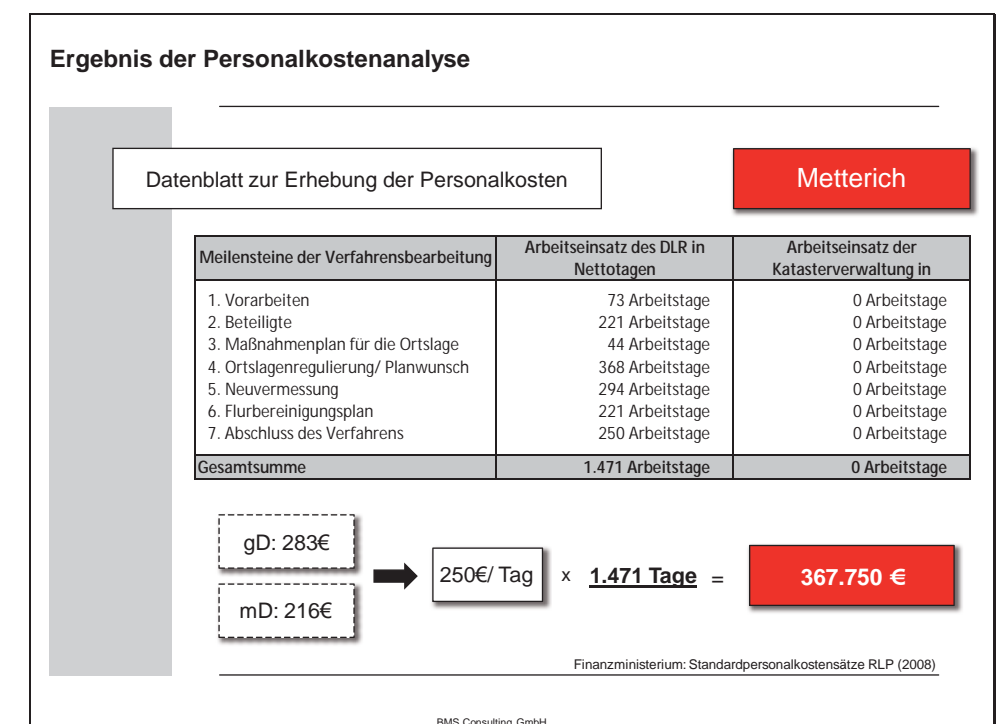 Ergebnis der Personalkostenanalyse
Datenblatt zur Erhebung der Personalkosten
Metterich
Meilensteine der Verfahrensbearbeitung
Arbeitseinsatz des DLR in
Nettotagen
Arbeitseinsatz der
Katasterverwaltung in
1. Vorarbeiten 73 Arbeitstage 0 Arbeitstage
2. Beteiligte 221 Arbeitstage 0 Arbeitstage
3. Maßnahmenplan für die Ortslage 44 Arbeitstage 0 Arbeitstage
4. Ortslagenregulierung/ Planwunsch 368 Arbeitstage 0 Arbeitstage
5. Neuvermessung 294 Arbeitstage 0 Arbeitstage
6. Flurbereinigungsplan 221 Arbeitstage 0 Arbeitstage
7. Abschluss des Verfahrens 250 Arbeitstage 0 Arbeitstage
Gesamtsumme 1.471 Arbeitstage 0 Arbeitstage
gD: 283€
mD: 216€
250€/ Tag x 1.471 Tage = 367.750 €
Finanzministerium: Standardpersonalkostensätze RLP (2008)
BMS Consulting GmbH